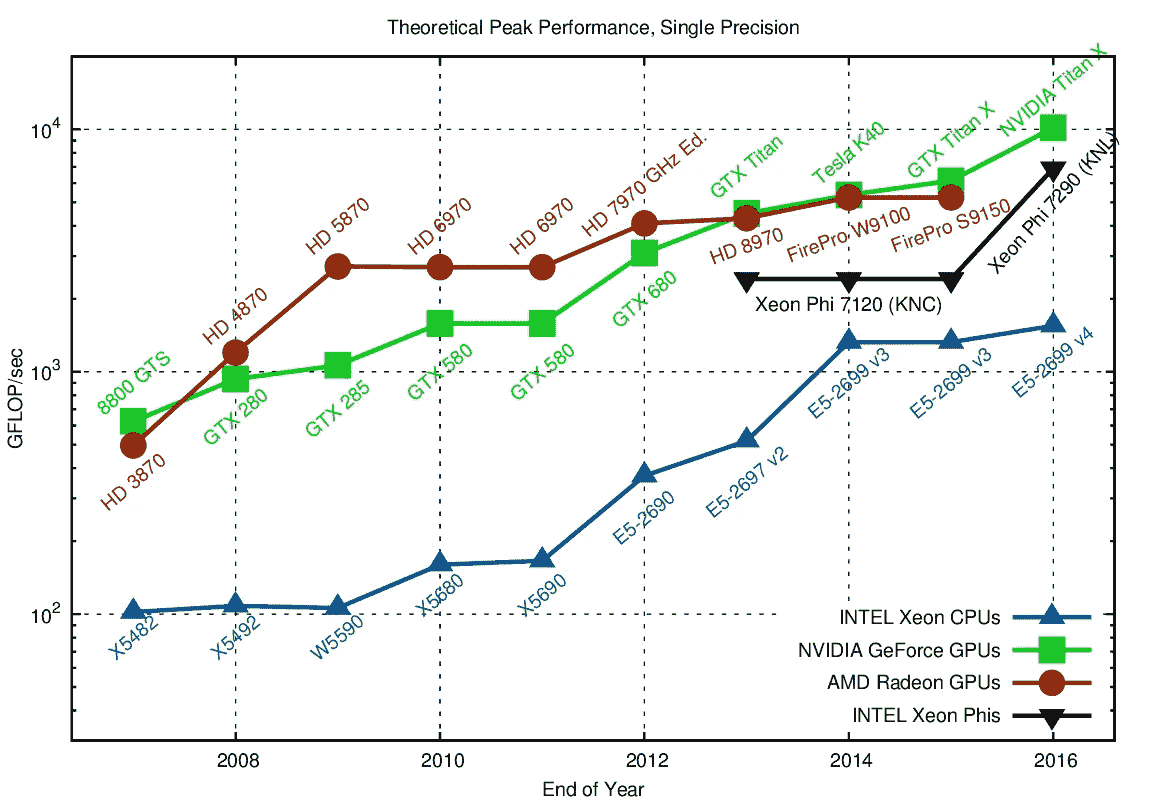 Theoretical Peak Performance, Single Precision
GFLOP/sec
10^4
10^3
10^2
8800 GTS
GTX 280
GTX 285
GTX 580
GTX 580
GTX 680
GTX Titan
Tesla K40
GTX Titan X
NVIDIA Titan X
HD 3870
HD 4870
HD 5870
HD 6970
HD 6970
HD 7970 GHz Ed.
HD 8970
FirePro W9100
FirePro S9150
Xeon Phi 7120 (KNC)
Xeon Phi 7290 (KNL)
X5482
X5492
W5590
X5680
X5690
E5-2690
E5-2697 v2
E5-2699 v3
E5-2699 v3
E5-2699 v4
INTEL Xeon CPUs
NVIDIA GeForce GPUs
AMD Radeon GPUs
INTEL Xeon Phis
2008 2010 2012 2014 2016
End of Year